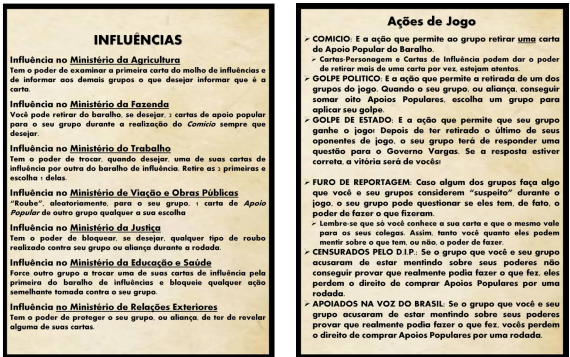 INFLUÊNCIAS
Influência no Ministério da Agricultura
Tem o poder de examinar a primeira carta do molho de influências e
de informar aos demais grupos o que desejar informar que é a
carta.
Influência no Ministério da Fazenda
Você pode retirar do baralho, se desejar, 2 cartas de apoio popular
para o seu grupo durante a realização do Comício sempre que
desejar.
Influência no Ministério do Trabalho
Tem o poder de trocar, quando desejar, uma de suas cartas de
influência por outra do baralho de influência. Retire as 2 primeiras e
escolha 1 delas.
Influência no Ministério de Viação e Obras Públicas
"Roube", aleatoriamente, para o seu grupo, 1 carta de Apoio
Popular de outro grupo qualquer a sua escolha
Influência no Ministério da Justiça
Tem o poder de bloquear, se desejar, qualquer tipo de roubo
realizado contra seu grupo ou aliança durante a rodada.
Influência no Ministério da Educação e Saúde
Force outro grupo a trocar uma de suas cartas de influência pela
primeira do baralho de influências e bloqueie qualquer ação
semelhante tomada contra o seu grupo.
Influência no Ministério de Relações Exteriores
Tem o poder de proteger o seu grupo, ou aliança, de ter de revelar
alguma de suas cartas.
Ações de Jogo
➢ COMICIO: E a ação que permite ao grupo retirar uma carta
de Apoio Popular do Baralho.
➢ Cartas-Personagem e Cartas de Influência podem dar o poder
de retirar mais de uma carta por vez, estejam atentos.
➢ GOLPE POLITICO: E a ação que permite a retirada de um dos
grupos do jogo. Quando o seu grupo, ou aliança, conseguir
somar oito Apoios Populares, escolha um grupo para
aplicar seu golpe.
➢ GOLPE DE ESTADO: E a ação que permite que seu grupo
ganhe o jogo! Depois de ter retirado o último de seus
oponentes de jogo, o seu grupo terá de responder uma
questão para o Governo Vargas. Se a resposta estiver
correta, a vitória será de vocês!
➢ FURO DE REPORTAGEM: Caso algum dos grupos faça algo
que você e seu grupos considerem "suspeito" durante o
jogo, o seu grupo pode questionar se eles tem, de fato, o
poder de fazer o que fizeram.
➢ Lembre-se que só você conhece a sua carta e que o mesmo vale
para os seus colegas. Assim, tanto você quanto eles podem
mentir sobre o que tem, ou não, o poder de fazer.
➢ CENSURADOS PELO D.I.P.: Se o grupo que você e seu grupo
acusaram de estar mentindo sobre seus poderes não
conseguir provar que realmente podia fazer o que fez, eles
perdem o direito de comprar Apoios Populares por uma
rodada.
➢ APOIADOS NA VOZ DO BRASIL: Se o grupo que você e seu
grupo acusaram de estar mentindo sobre seus poderes
provar que realmente podia fazer o que fez, vocês perdem
o direito de comprar Apoios Populares por uma rodada.